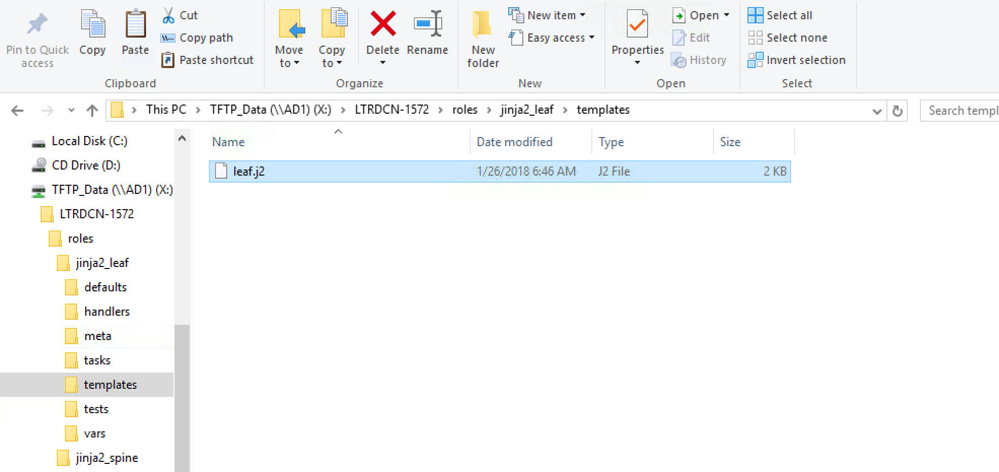 Pin to Quick access
Copy
Paste
Cut
Copy path
Paste shortcut
Clipboard
Move to
Copy to
Delete
Rename
Organize
New folder
New item
Easy access
New
Properties
Open
Edit
History
Open
Select all
Select none
Invert selection
Select
This PC > TFTP_Data (\\AD1) (X:) > LTRDCN-1572 > roles > jinja2_leaf > templates
Search templ
Local Disk (C:)
CD Drive (D:)
TFTP_Data (\\AD1) (X:)
LTRDCN-1572
roles
jinja2_leaf
defaults
handlers
meta
tasks
templates
tests
vars
jinja2_spine
Name Date modified Type Size
leaf.j2 1/26/2018 6:46 AM J2 File 2 KB